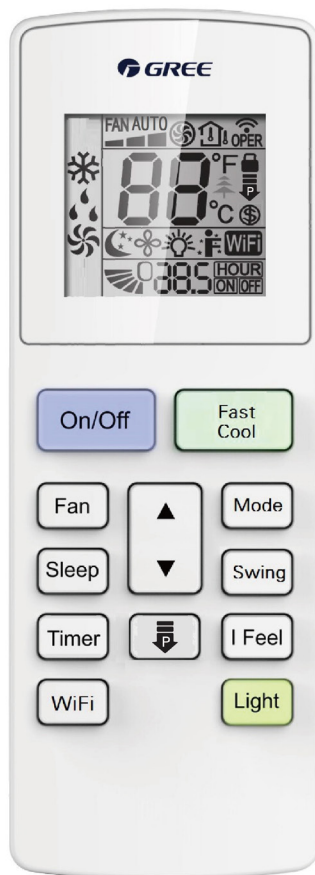 GREE
FAN AUTO
OPER
88 °F
P
°C $
WiFi
38.5 HOUR
ON OFF
On/Off Fast
Cool
Fan ▲ Mode
Sleep ▼ Swing
Timer P I Feel
WiFi Light